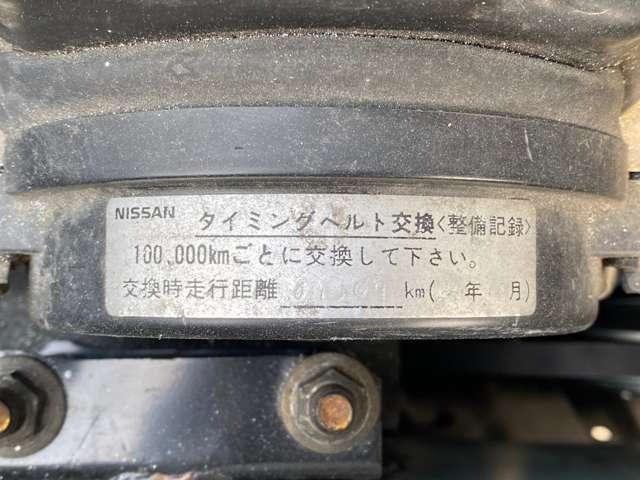 NISSAN タイミングベルト交換〈整備記録〉
100,000kmごとに交換して下さい。
交換時走行距離 km( 年 月)